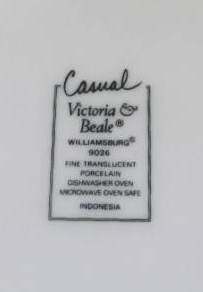 Casual
Victoria &
Beale®
WILLIAMSBURG©
9026
FINE TRANSLUCENT
PORCELAIN
DISHWASHER OVEN
MICROWAVE OVEN SAFE
INDONESIA